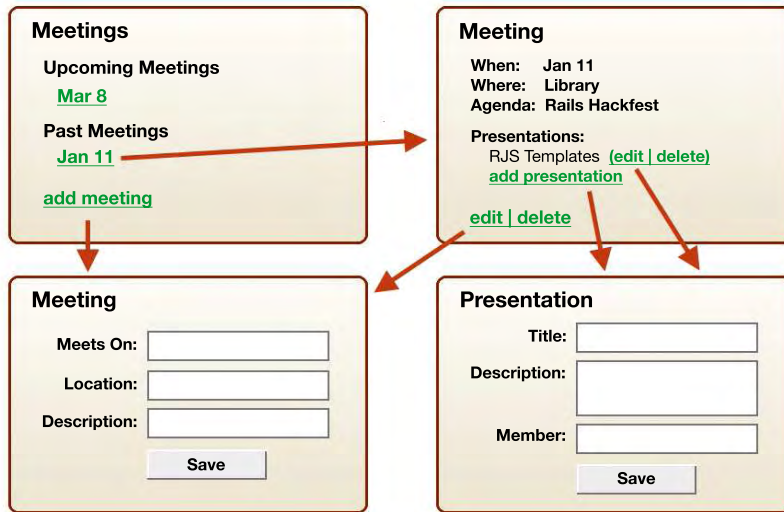 Meetings
Upcoming Meetings
Mar 8
Past Meetings
Jan 11
add meeting
Meeting
When: Jan 11
Where: Library
Agenda: Rails Hackfest
Presentations:
RJS Templates (edit | delete)
add presentation
edit | delete
Meeting
Meets On:
Location:
Description:
Save
Presentation
Title:
Description:
Member:
Save